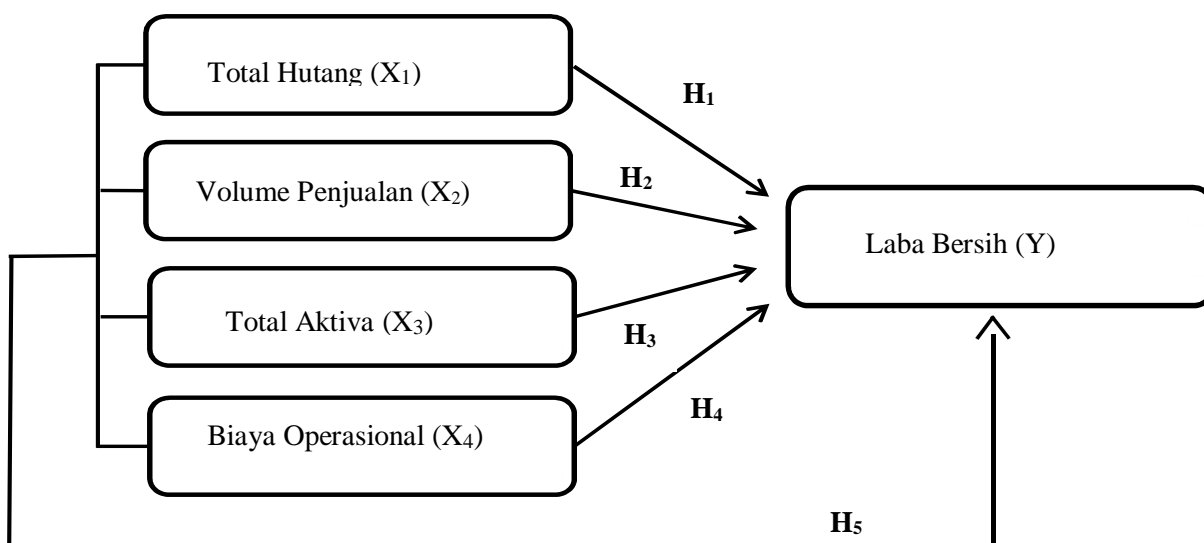 Total Hutang (X₁)
H₁
Volume Penjualan (X₂)
H₂
Laba Bersih (Y)
Total Aktiva (X₃)
H₃
Biaya Operasional (X₄)
H₄
H₅